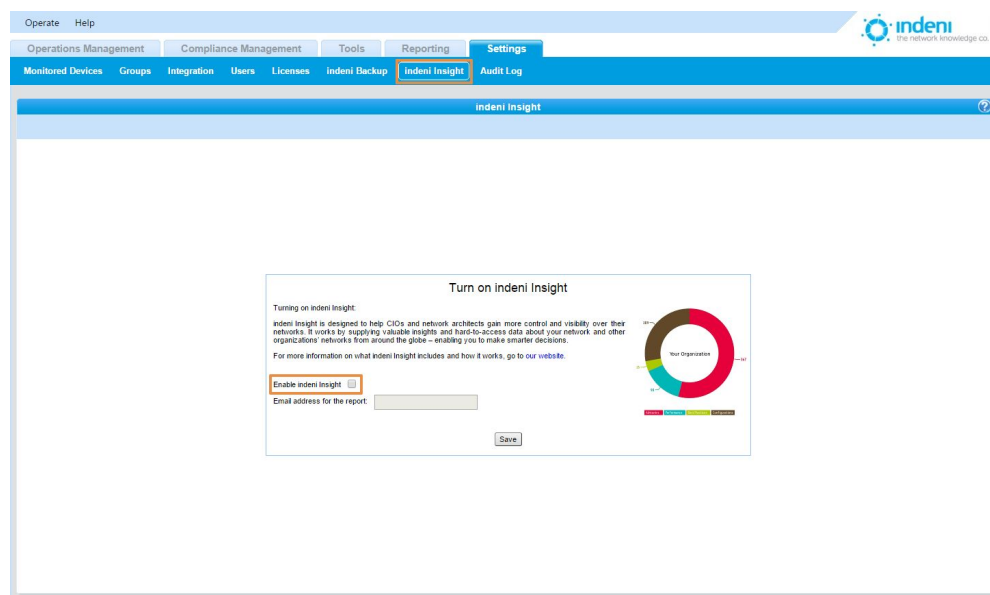 Operate Help
indeni
the network knowledge co.
Operations Management Compliance Management Tools Reporting Settings
Monitored Devices Groups Integration Users Licenses indeni Backup indeni Insight Audit Log
indeni Insight
?
Turn on indeni Insight
Turning on indeni Insight:
indeni Insight is designed to help CIOs and network architects gain more control and visibility over their
networks. It works by supplying valuable insights and hard-to-access data about your network and other
organizations' networks from around the globe – enabling you to make smarter decisions.
For more information on what indeni Insight includes and how it works, go to our website.
Your Organization
Enable indeni Insight
Email address for the report:
Save